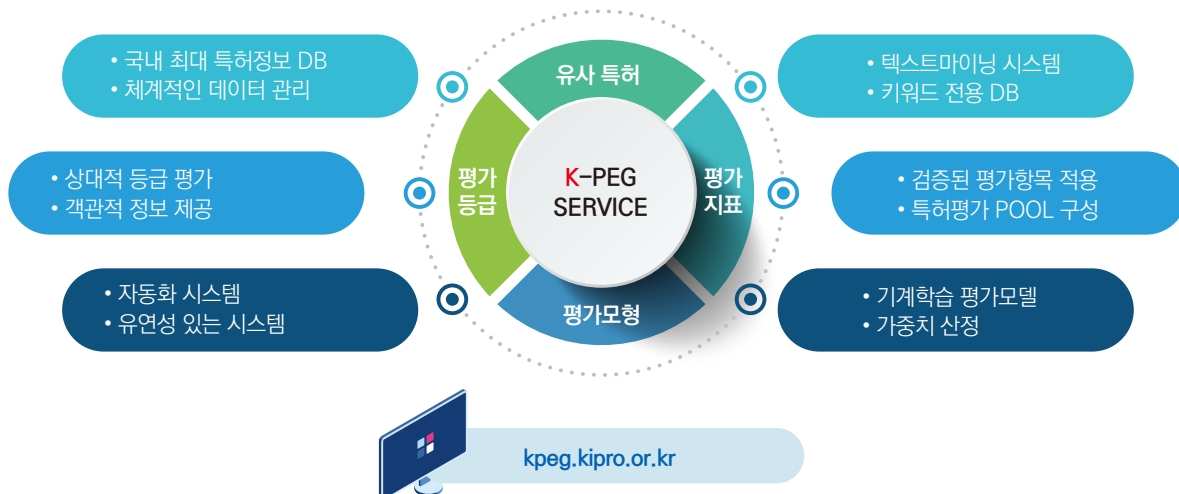 • 국내 최대 특허정보 DB
• 체계적인 데이터 관리
• 상대적 등급 평가
• 객관적 정보 제공
• 자동화 시스템
• 유연성 있는 시스템
유사 특허
평가
등급
K-PEG
SERVICE
평가
지표
평가모형
• 텍스트마이닝 시스템
• 키워드 전용 DB
• 검증된 평가항목 적용
• 특허평가 POOL 구성
• 기계학습 평가모델
• 가중치 산정
kpeg.kipro.or.kr